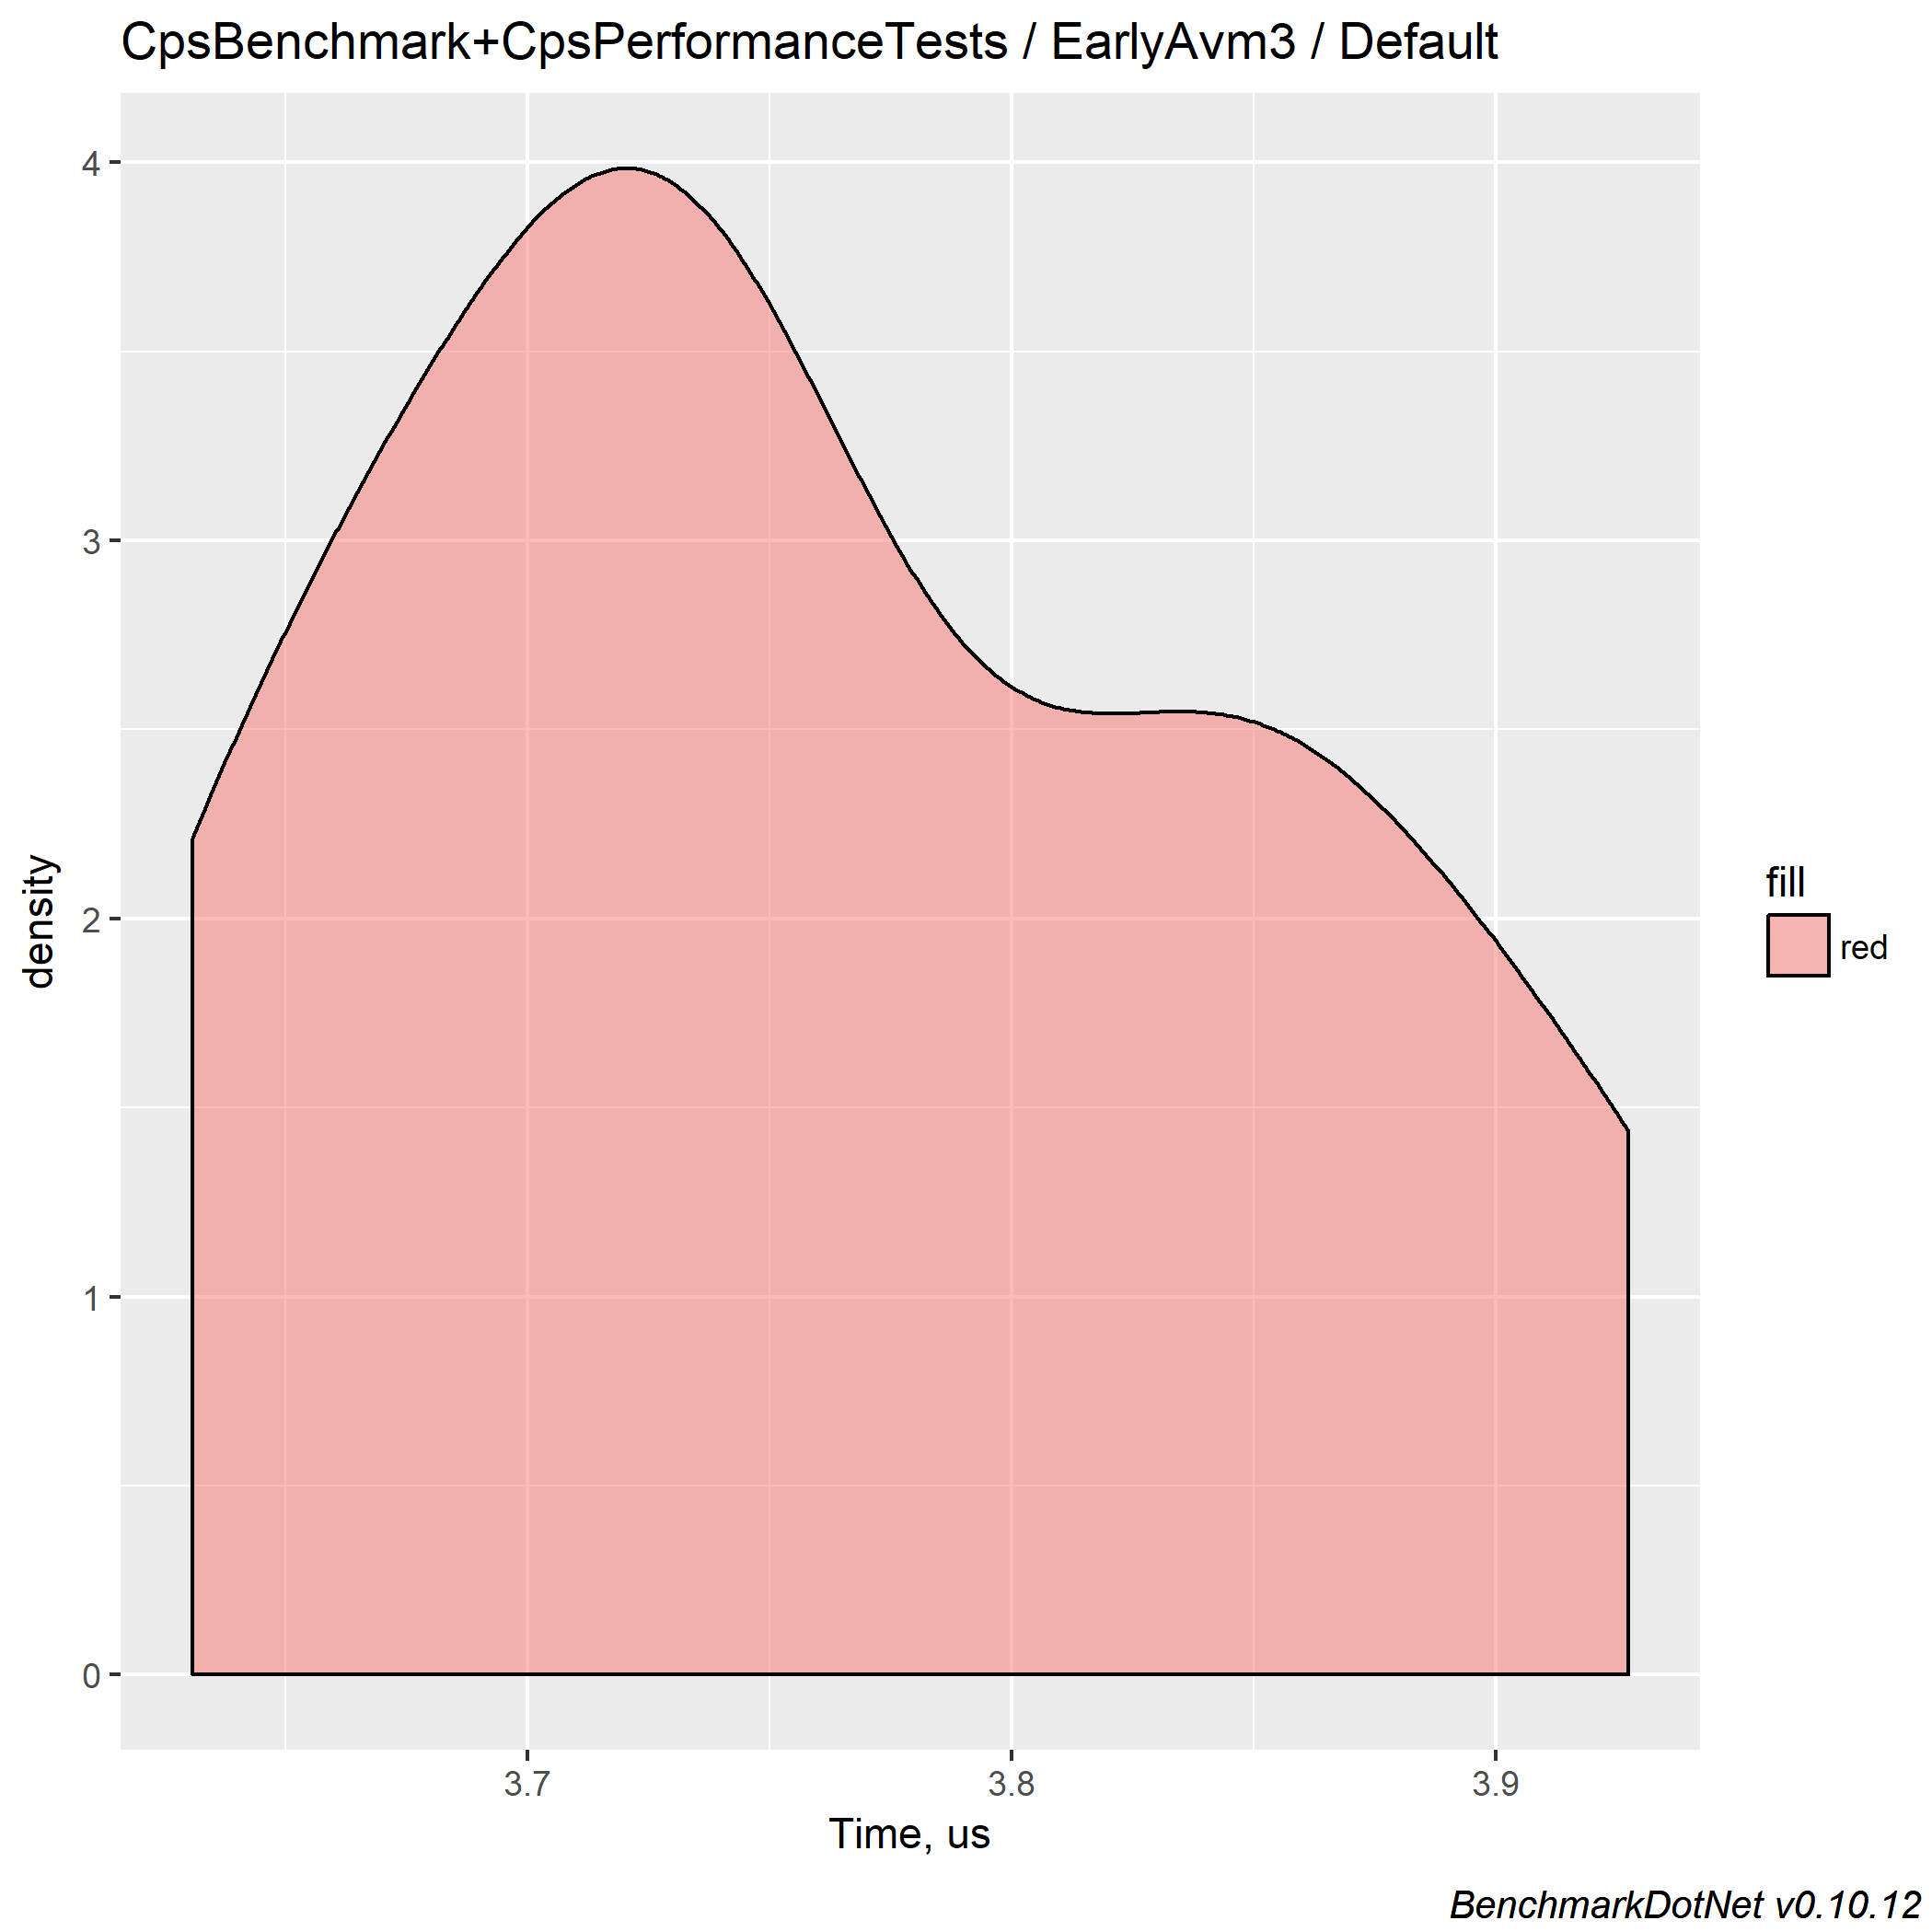 CpsBenchmark+CpsPerformanceTests / EarlyAvm3 / Default
4
3
2
1
0
density
3.7 3.8 3.9
Time, us
fill
red
BenchmarkDotNet v0.10.12